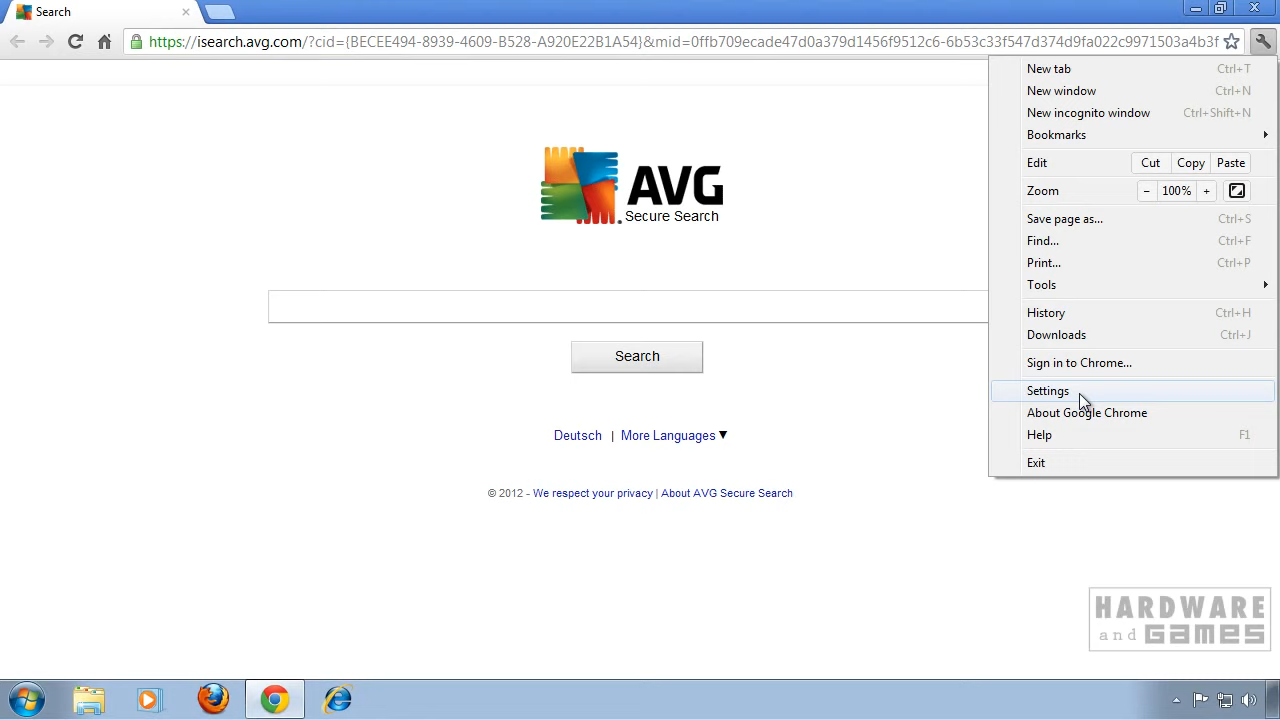 Search
https://isearch.avg.com/?cid={BECEE494-8939-4609-B528-A920E22B1A54}&mid=0ffb709ecade47d0a379d1456f9512c6-6b53c33f547d374d9fa022c9971503a4b3f
New tab Ctrl+T
New window Ctrl+N
New incognito window Ctrl+Shift+N
Bookmarks
Edit Cut Copy Paste
Zoom − 100% +
Save page as... Ctrl+S
Find... Ctrl+F
Print... Ctrl+P
Tools
History Ctrl+H
Downloads Ctrl+J
Sign in to Chrome...
Settings
About Google Chrome
Help F1
Exit
AVG
Secure Search
Search
Deutsch | More Languages ▼
© 2012 - We respect your privacy | About AVG Secure Search
HARDWARE
and GAMES